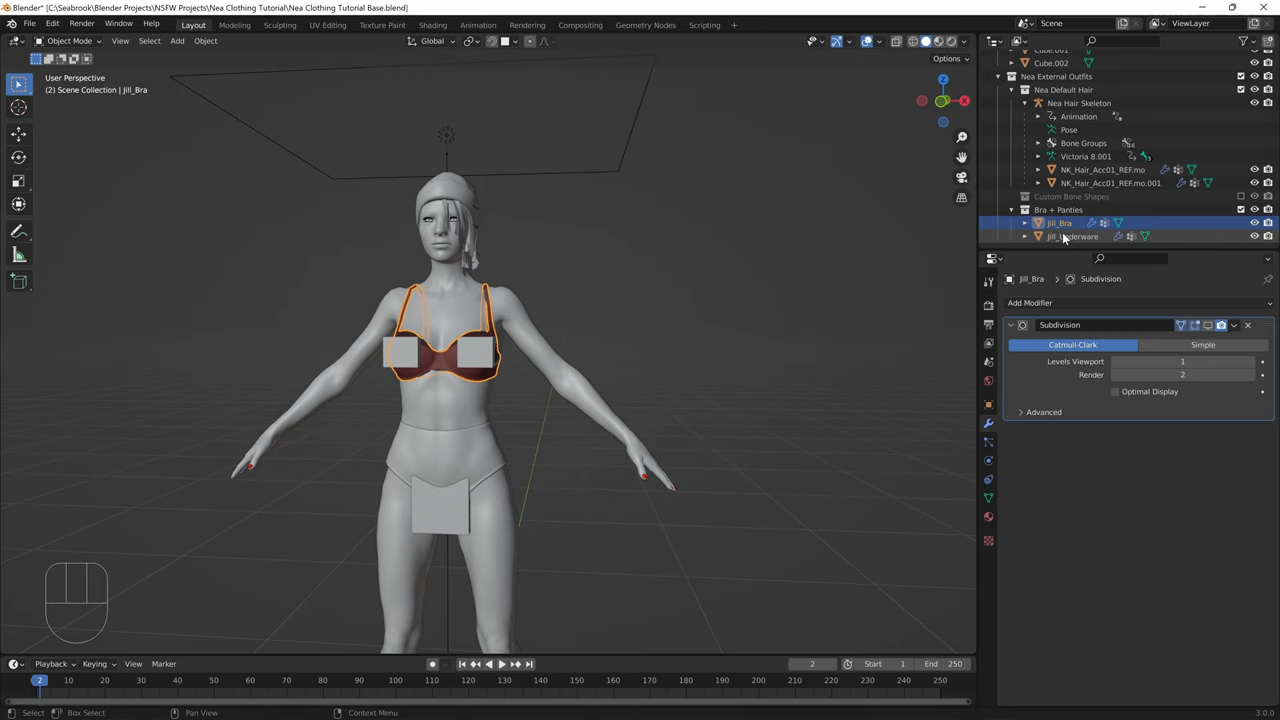 Blender* [C:\Seabrook\Blender Projects\NSFW Projects\Nea Clothing Tutorial\Nea Clothing Tutorial Base.blend]
File Edit Render Window Help Layout Modeling Sculpting UV Editing Texture Paint Shading Animation Rendering Compositing Geometry Nodes Scripting + Scene ViewLayer
Object Mode View Select Add Object Global
Options
User Perspective
(2) Scene Collection | Jill_Bra
Z
X
Cube.001
Cube.002
Nea External Outfits
Nea Default Hair
Nea Hair Skeleton
Animation
Pose
Bone Groups
Victoria 8.001
NK_Hair_Acc01_REF.mo
NK_Hair_Acc01_REF.mo.001
Custom Bone Shapes
Bra + Panties
Jill_Bra
Jill_Underware
Jill_Bra > Subdivision
Add Modifier
Subdivision
Catmull-Clark Simple
Levels Viewport 1
Render 2
Optimal Display
Advanced
Playback Keying View Marker 2 Start 1 End 250
2 10 20 30 40 50 60 70 80 90 100 110 120 130 140 150 160 170 180 190 200 210 220 230 240 250
Select Box Select Pan View Context Menu 3.0.0